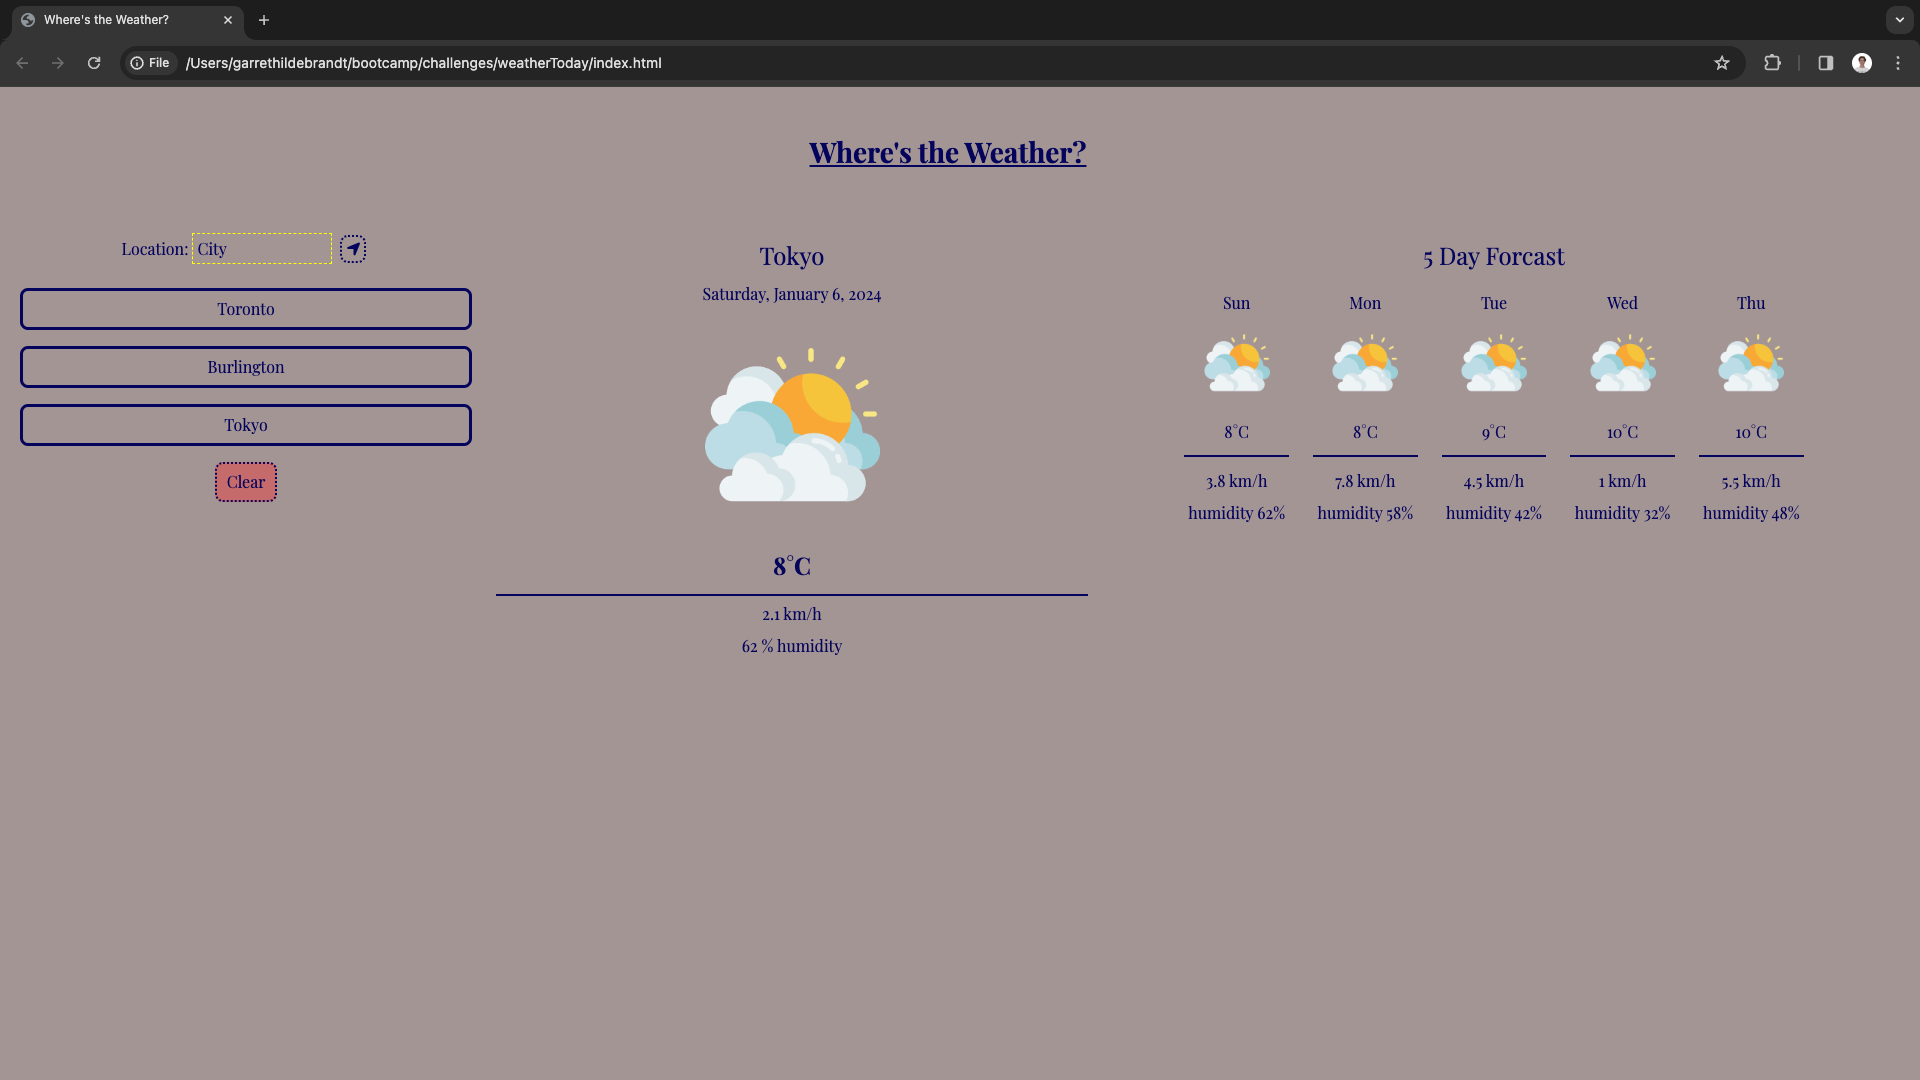 Where's the Weather?
File
/Users/garrethildebrandt/bootcamp/challenges/weatherToday/index.html
Where's the Weather?
Location: City
Toronto
Burlington
Tokyo
Clear
Tokyo
Saturday, January 6, 2024
8°C
2.1 km/h
62 % humidity
5 Day Forcast
Sun Mon Tue Wed Thu
8°C 8°C 9°C 10°C 10°C
3.8 km/h 7.8 km/h 4.5 km/h 1 km/h 5.5 km/h
humidity 62% humidity 58% humidity 42% humidity 32% humidity 48%